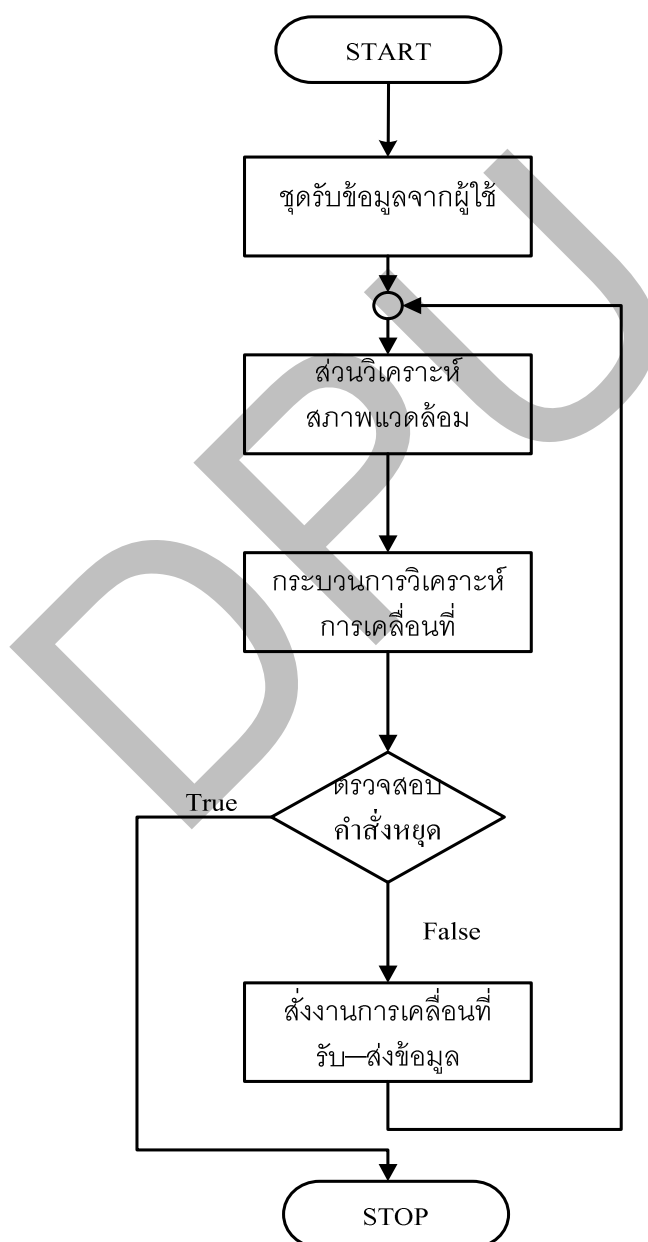 START
ชุดรับข้อมูลจากผู้ใช้
ส่วนวิเคราะห์
สภาพแวดล้อม
กระบวนการวิเคราะห์
การเคลื่อนที่
ตรวจสอบ
คำสั่งหยุด
True
False
สั่งงานการเคลื่อนที่
รับ—ส่งข้อมูล
STOP
DPU